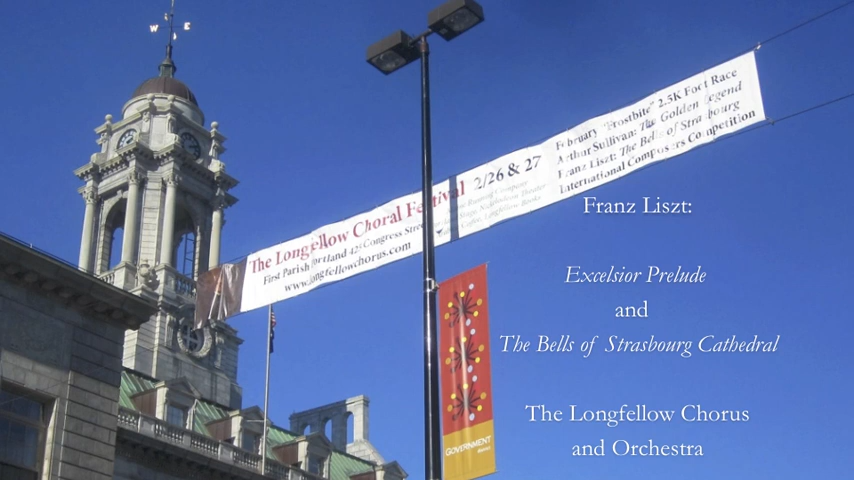 W E
The Longfellow Choral Festival 2/26 & 27
First Parish Portland 425 Congress Street
www.longfellowchorus.com
February "Frostbite" 2.5K Foot Race
Arthur Sullivan: The Golden Legend
Franz Liszt: The Bells of Strasbourg
International Composers Competition
Franz Liszt:
Excelsior Prelude
and
The Bells of Strasbourg Cathedral
The Longfellow Chorus
and Orchestra
GOVERNMENT